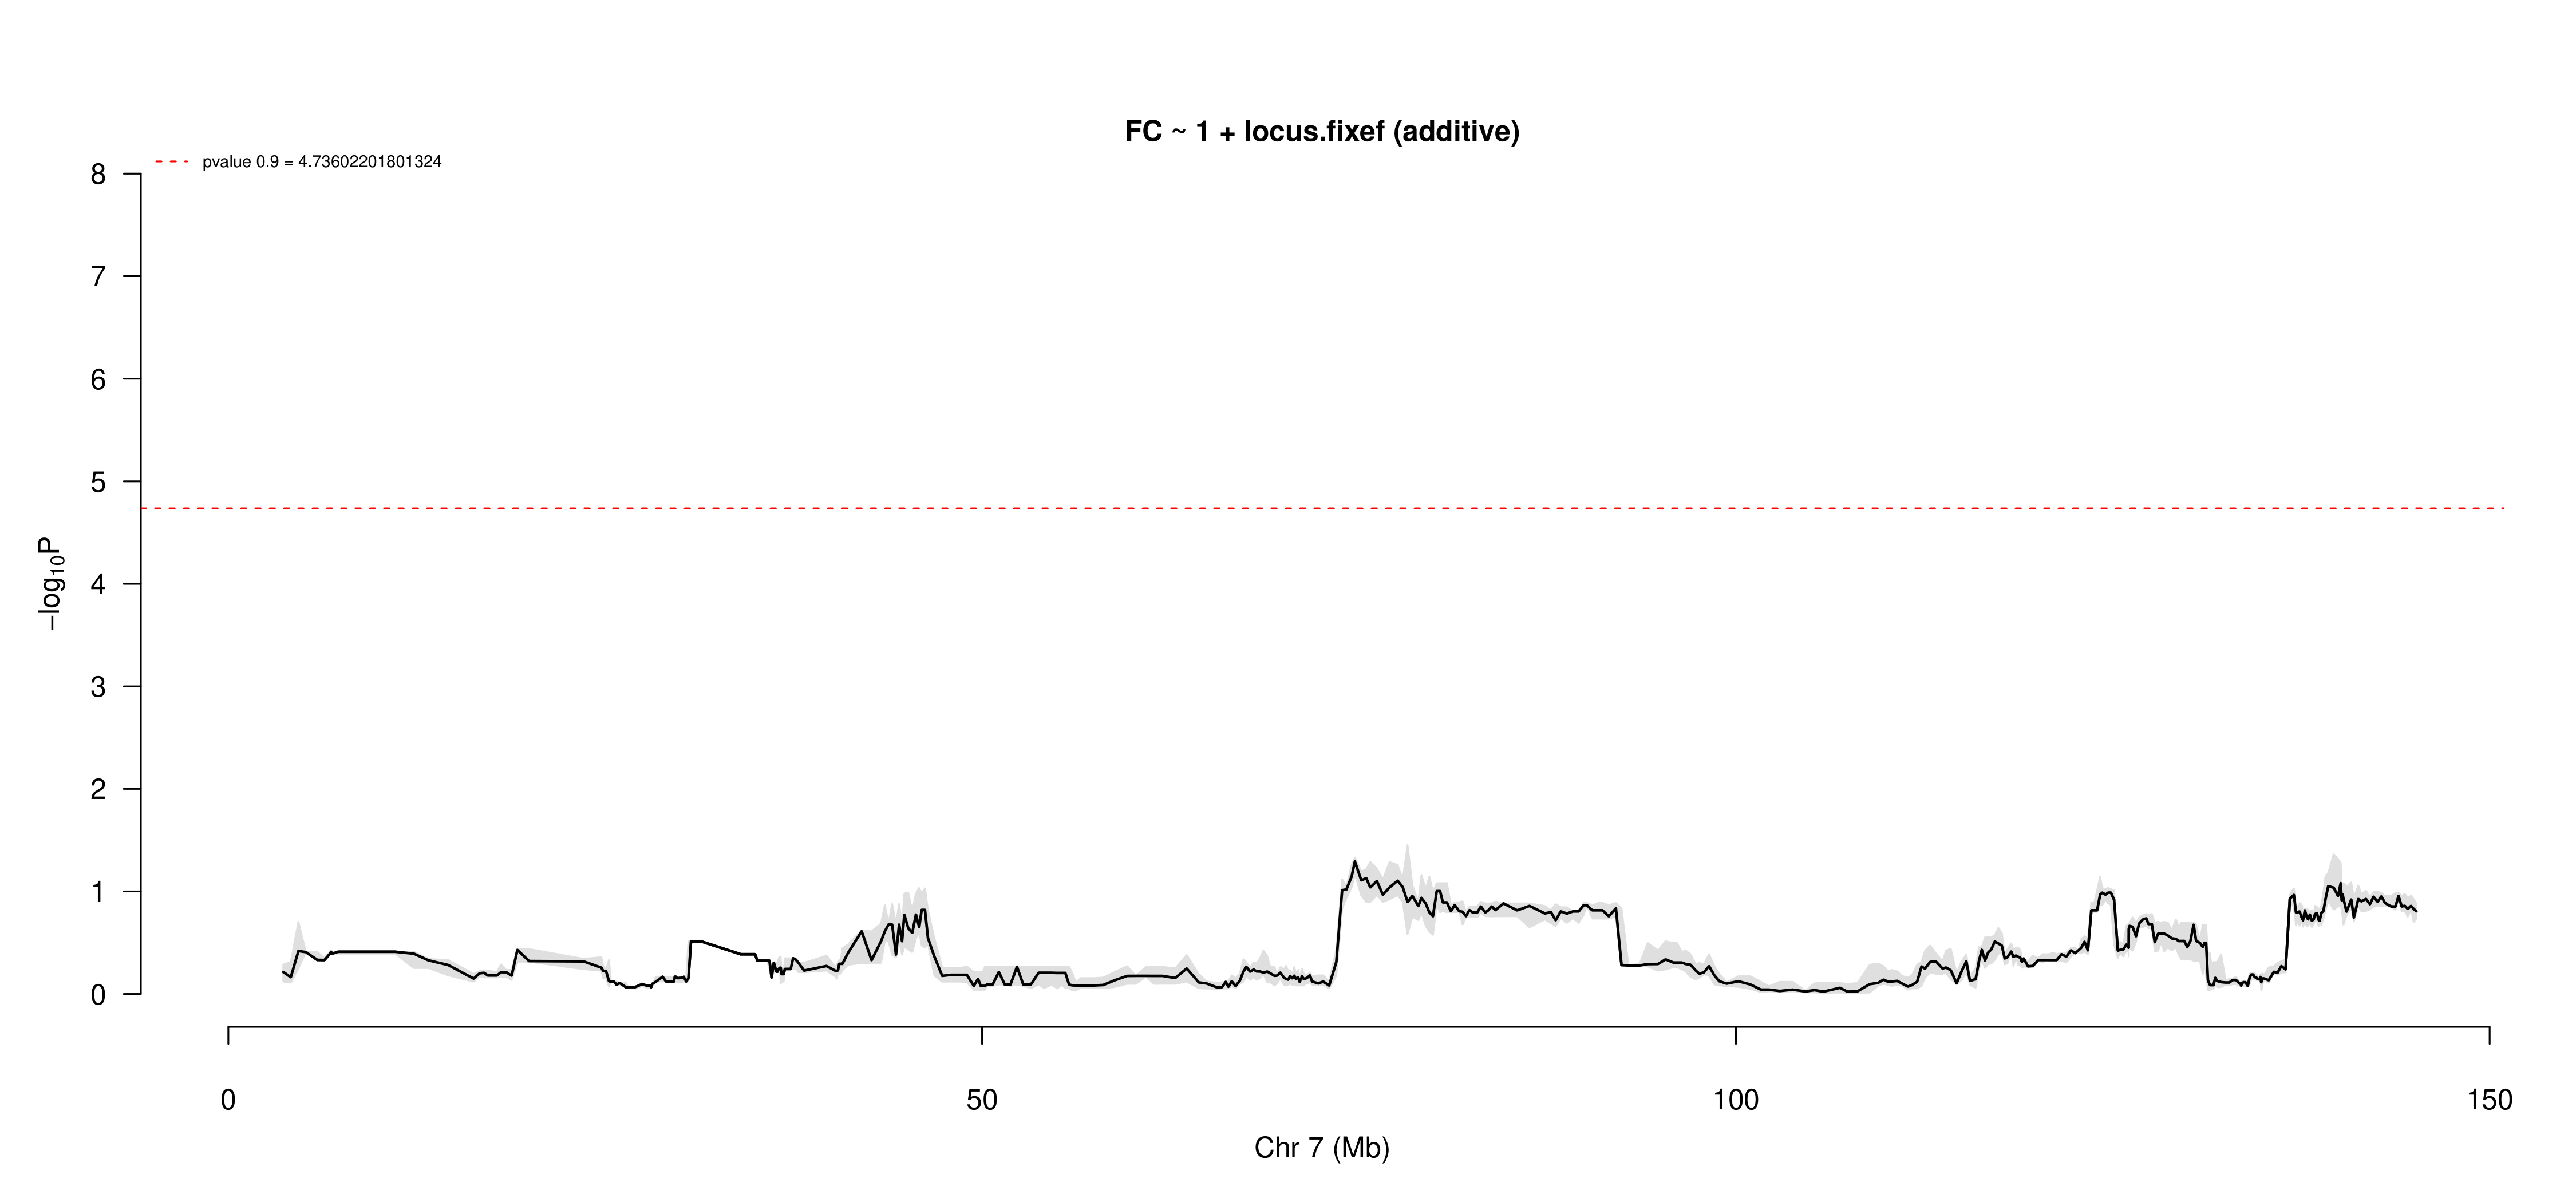 FC ~ 1 + locus.fixef (additive)
pvalue 0.9 = 4.73602201801324
8
7
6
5
4
3
2
1
0
−log10P
0 50 100 150
Chr 7 (Mb)